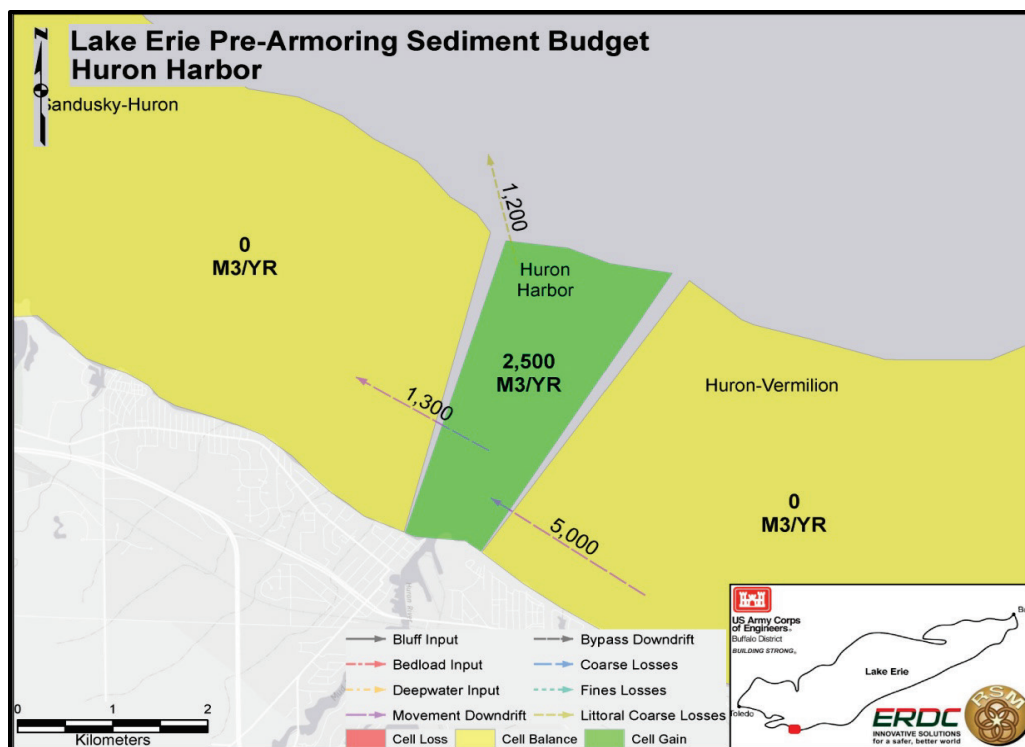 Lake Erie Pre-Armoring Sediment Budget
Huron Harbor
N
Sandusky-Huron
0
M3/YR
1,200
Huron
Harbor
2,500
M3/YR
1,300
Huron-Vermilion
5,000
0
M3/YR
Bluff Input
Bedload Input
Deepwater Input
Movement Downdrift
Bypass Downdrift
Coarse Losses
Fines Losses
Littoral Coarse Losses
Cell Loss
Cell Balance
Cell Gain
0 1 2
Kilometers
US Army Corps
of Engineers®
Buffalo District
BUILDING STRONG®
Lake Erie
Toledo
Bu
ERDC
INNOVATIVE SOLUTIONS
for a safer, better world
RSM